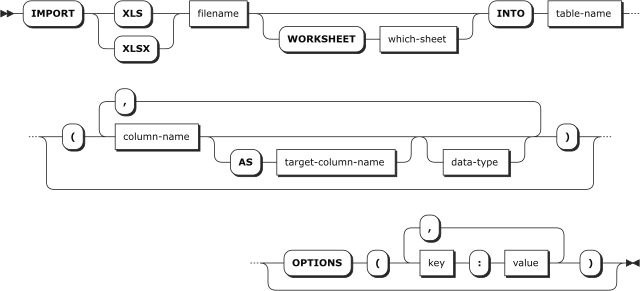 IMPORT XLS filename INTO table-name
XLSX WORKSHEET which-sheet
,
( column-name )
AS target-column-name data-type
,
OPTIONS ( key : value )